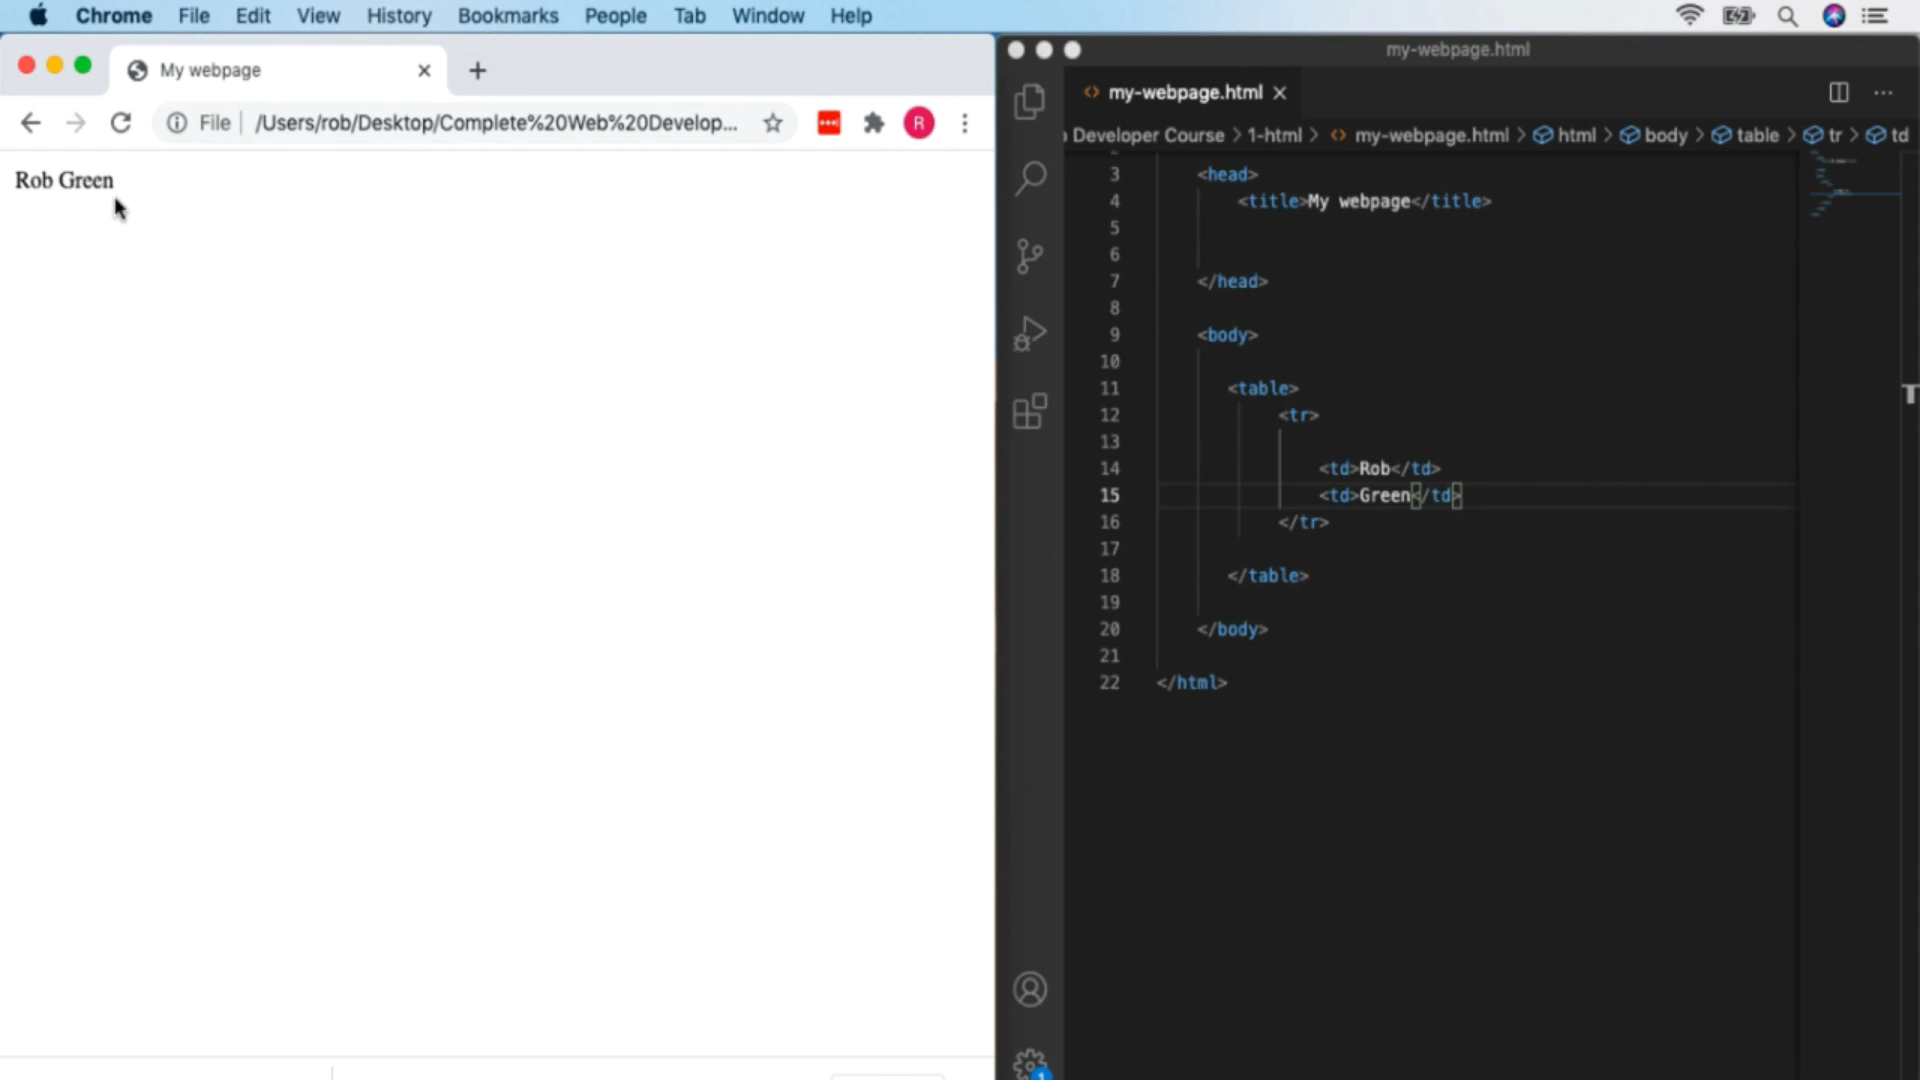 Chrome File Edit View History Bookmarks People Tab Window Help
My webpage
File /Users/rob/Desktop/Complete%20Web%20Develop... R
Rob Green
my-webpage.html
my-webpage.html
Developer Course > 1-html > my-webpage.html > html > body > table > tr > td
3 <head>
4 <title>My webpage</title>
5
6
7 </head>
8
9 <body>
10
11 <table>
12 <tr>
13
14 <td>Rob</td>
15 <td>Green</td>
16 </tr>
17
18 </table>
19
20 </body>
21
22 </html>
1